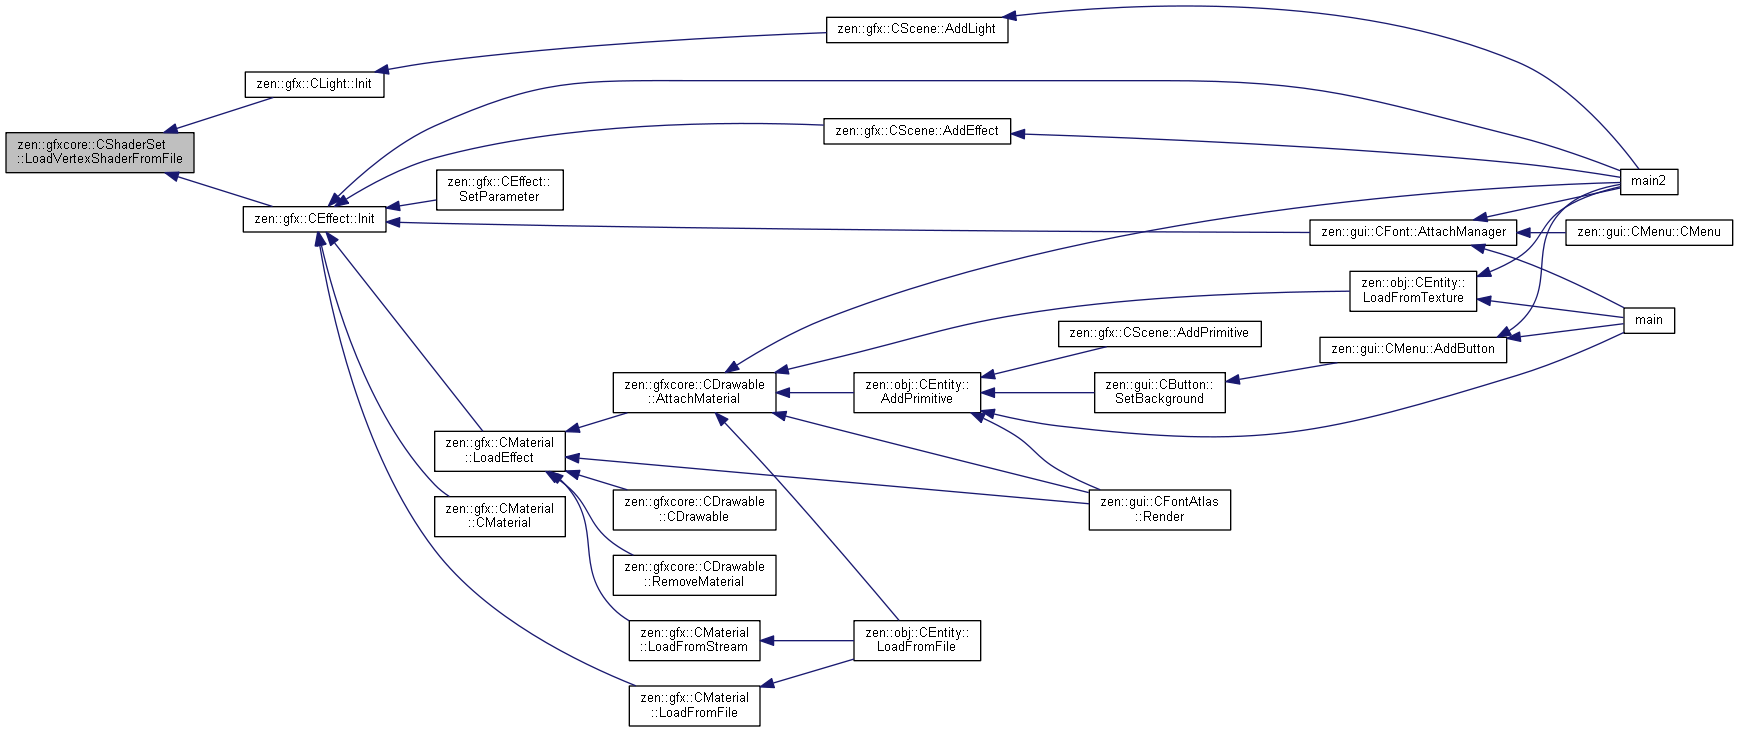 zen::gfx::CScene::AddLight
zen::gfx::CLight::Init
zen::gfxcore::CShaderSet
::LoadVertexShaderFromFile
zen::gfx::CScene::AddEffect
zen::gfx::CEffect::
SetParameter
main2
zen::gfx::CEffect::Init
zen::gui::CFont::AttachManager
zen::gui::CMenu::CMenu
zen::obj::CEntity::
LoadFromTexture
main
zen::gfx::CScene::AddPrimitive
zen::gui::CMenu::AddButton
zen::gfxcore::CDrawable
::AttachMaterial
zen::obj::CEntity::
AddPrimitive
zen::gui::CButton::
SetBackground
zen::gfx::CMaterial
::LoadEffect
zen::gfxcore::CDrawable
::CDrawable
zen::gui::CFontAtlas
::Render
zen::gfx::CMaterial
::CMaterial
zen::gfxcore::CDrawable
::RemoveMaterial
zen::gfx::CMaterial
::LoadFromStream
zen::obj::CEntity::
LoadFromFile
zen::gfx::CMaterial
::LoadFromFile